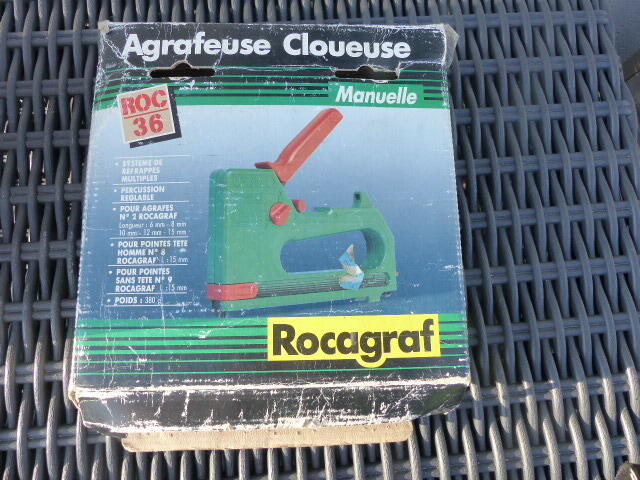 Agrafeuse Cloueuse
Manuelle
ROC
36
• SYSTEME DE
REFRAPPES
MULTIPLES
• PERCUSSION
REGLABLE
• POUR AGRAFES
N° 2 ROCAGRAF
Longueur : 6 mm - 8 mm
10 mm - 12 mm - 15 mm
• POUR POINTES TETE
HOMME N° 8
ROCAGRAF L : 15 mm
• POUR POINTES
SANS TETE N° 9
ROCAGRAF L : 15 mm
• POIDS : 380 g
Rocagraf